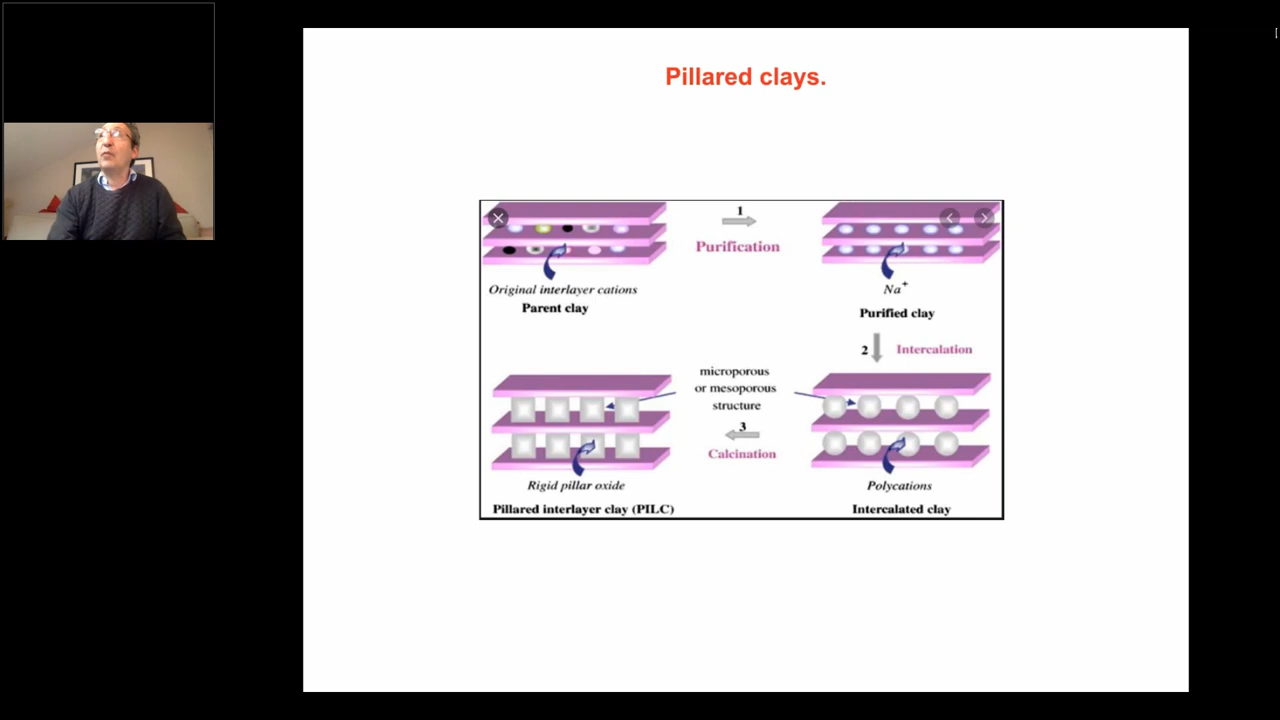 Pillared clays.
1
Purification
Original interlayer cations
Parent clay
Na+
Purified clay
2
Intercalation
microporous
or mesoporous
structure
3
Calcination
Rigid pillar oxide
Pillared interlayer clay (PILC)
Polycations
Intercalated clay